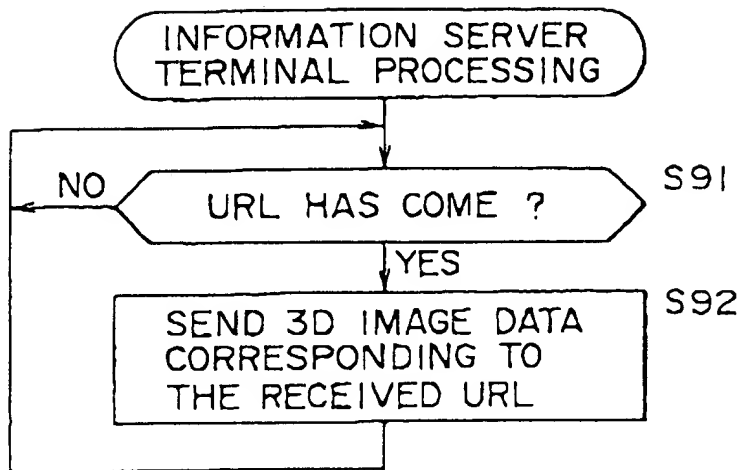 INFORMATION SERVER
TERMINAL PROCESSING
NO
URL HAS COME ?
S91
YES
S92
SEND 3D IMAGE DATA
CORRESPONDING TO
THE RECEIVED URL